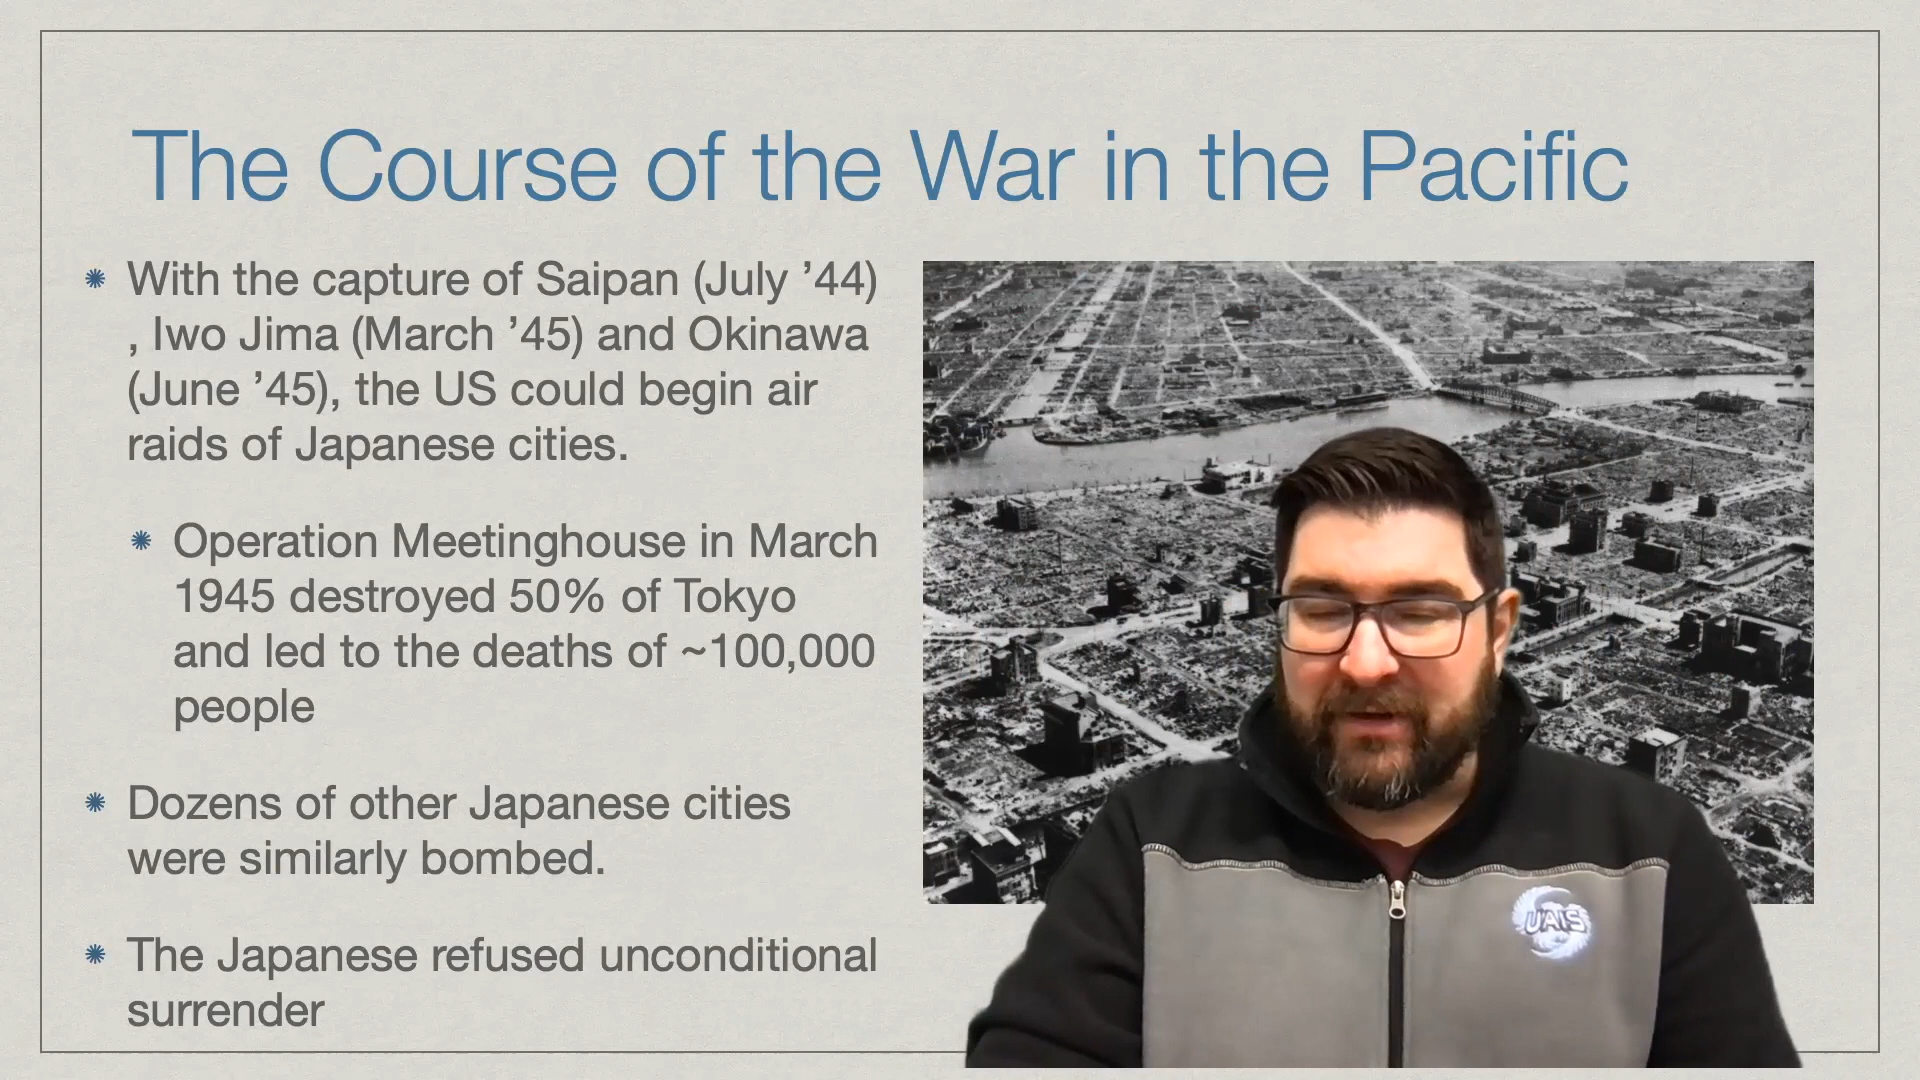 The Course of the War in the Pacific
With the capture of Saipan (July ’44)
, Iwo Jima (March ’45) and Okinawa
(June ’45), the US could begin air
raids of Japanese cities.
Operation Meetinghouse in March
1945 destroyed 50% of Tokyo
and led to the deaths of ~100,000
people
Dozens of other Japanese cities
were similarly bombed.
The Japanese refused unconditional
surrender
UAIS